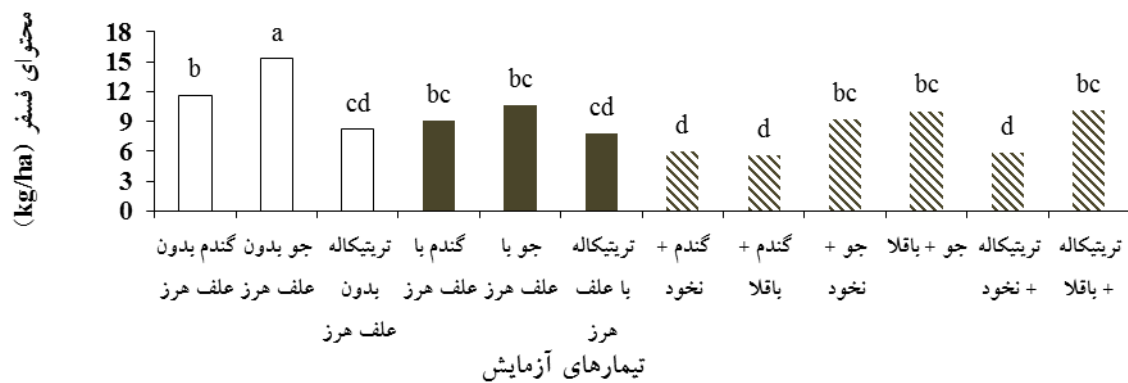 محتوای فسفر (kg/ha)
18
15
12
9
6
3
0
b
a
cd
bc
bc
cd
d
d
bc
bc
d
bc
گندم بدون
علف هرز
جو بدون
علف هرز
تریتیکاله
بدون
علف هرز
گندم با
علف هرز
جو با
علف هرز
تریتیکاله
با علف
هرز
گندم +
نخود
گندم +
باقلا
جو +
نخود
جو + باقلا
تریتیکاله
+ نخود
تریتیکاله
+ باقلا
تیمارهای آزمایش